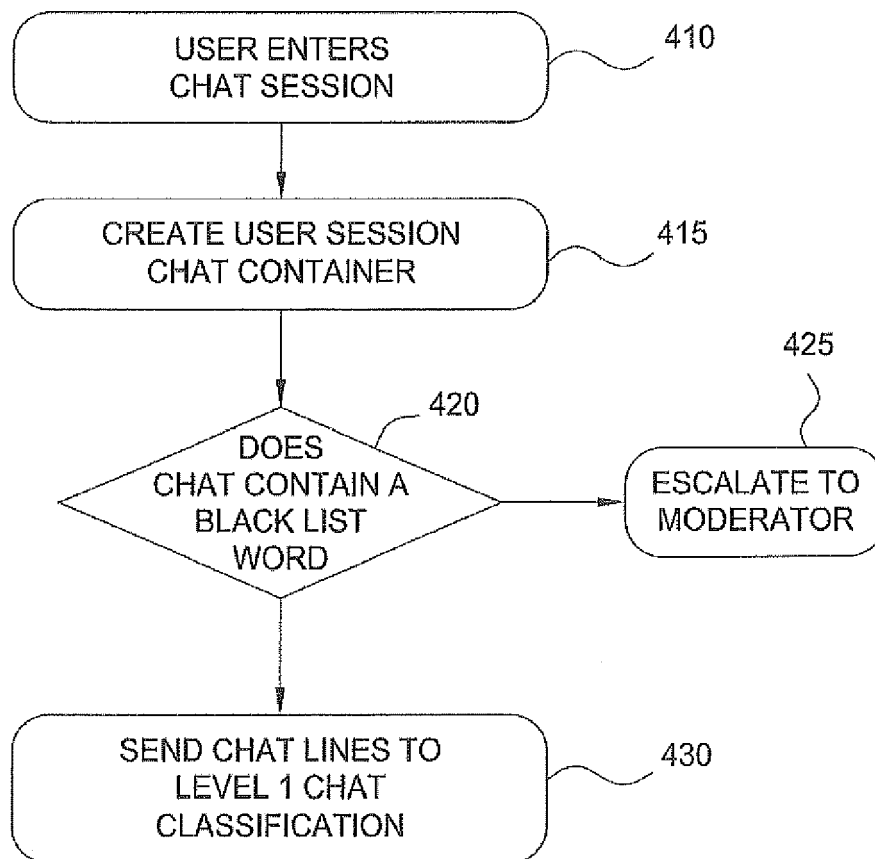 USER ENTERS
CHAT SESSION
410
CREATE USER SESSION
CHAT CONTAINER
415
420
DOES
CHAT CONTAIN A
BLACK LIST
WORD
425
ESCALATE TO
MODERATOR
SEND CHAT LINES TO
LEVEL 1 CHAT
CLASSIFICATION
430